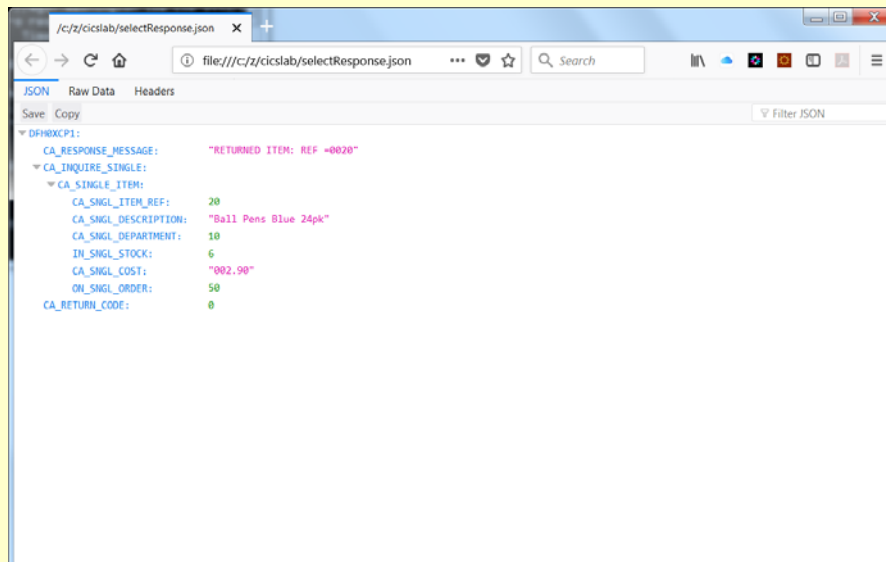 /c:/z/cicslab/selectResponse.json
file:///c:/z/cicslab/selectResponse.json
Search
JSON Raw Data Headers
Save Copy
Filter JSON
DFH0XCP1:
CA_RESPONSE_MESSAGE: "RETURNED ITEM: REF =0020"
CA_INQUIRE_SINGLE:
CA_SINGLE_ITEM:
CA_SNGL_ITEM_REF: 20
CA_SNGL_DESCRIPTION: "Ball Pens Blue 24pk"
CA_SNGL_DEPARTMENT: 10
IN_SNGL_STOCK: 6
CA_SNGL_COST: "002.90"
ON_SNGL_ORDER: 50
CA_RETURN_CODE: 0